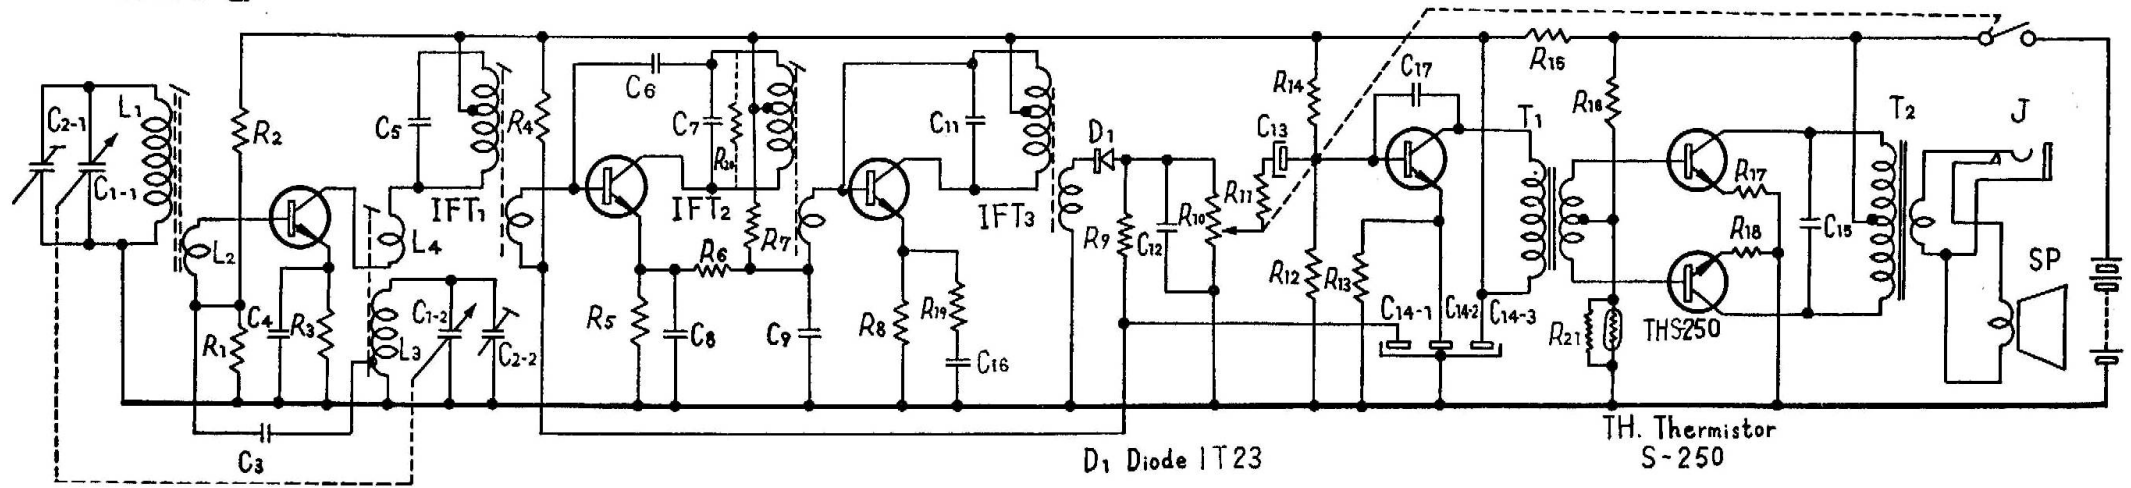 C2-1
L1
C1-1
R2
L2
R1
C4
R3
C3
C5
IFT1
L4
L3
C1-2
C2-2
R4
C6
C7
R20
IFT2
R7
R6
R5
C8
C9
C11
IFT3
R8
R19
C16
D1
R9
C12
R10
R11
C13
R14
R12
R13
C17
C14-1
C14-2
C14-3
T1
R15
R16
R21
THS-250
R17
R18
C15
T2
J
SP
D1 Diode 1T23
TH. Thermistor
S-250